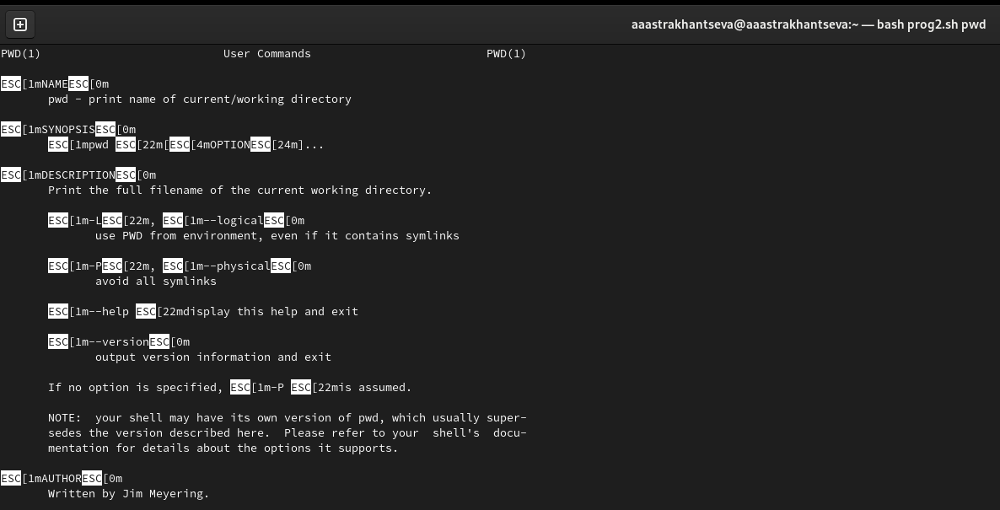 aaastrakhantseva@aaastrakhantseva:~ — bash prog2.sh pwd
PWD(1) User Commands PWD(1)
ESC[1mNAMEESC[0m
pwd - print name of current/working directory
ESC[1mSYNOPSISESC[0m
ESC[1mpwd ESC[22m[ESC[4mOPTIONESC[24m]...
ESC[1mDESCRIPTIONESC[0m
Print the full filename of the current working directory.
ESC[1m-LESC[22m, ESC[1m--logicalESC[0m
use PWD from environment, even if it contains symlinks
ESC[1m-PESC[22m, ESC[1m--physicalESC[0m
avoid all symlinks
ESC[1m--help ESC[22mdisplay this help and exit
ESC[1m--versionESC[0m
output version information and exit
If no option is specified, ESC[1m-P ESC[22mis assumed.
NOTE:  your shell may have its own version of pwd, which usually super-
sedes the version described here.  Please refer to your  shell's  docu-
mentation for details about the options it supports.
ESC[1mAUTHORESC[0m
Written by Jim Meyering.